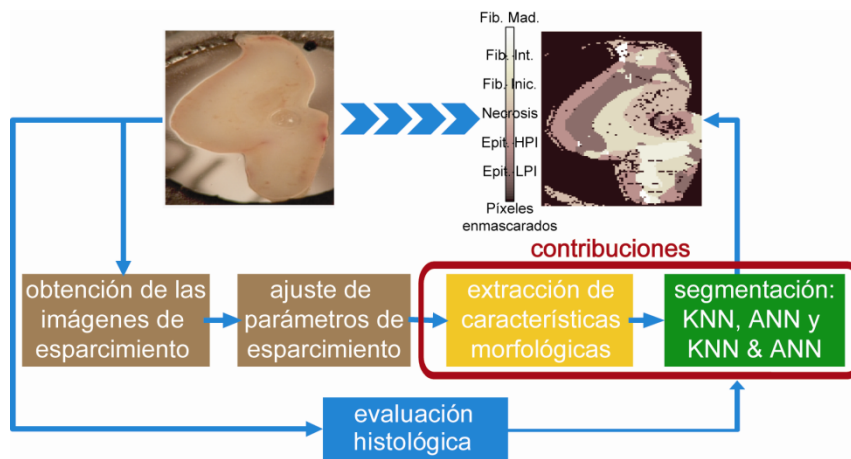 Fib. Mad.
Fib. Int.
Fib. Inic.
Necrosis
Epit. HPI
Epit. LPI
Píxeles
enmascarados
contribuciones
obtención de las
imágenes de
esparcimiento
ajuste de
parámetros de
esparcimiento
extracción de
características
morfológicas
segmentación:
KNN, ANN y
KNN & ANN
evaluación
histológica